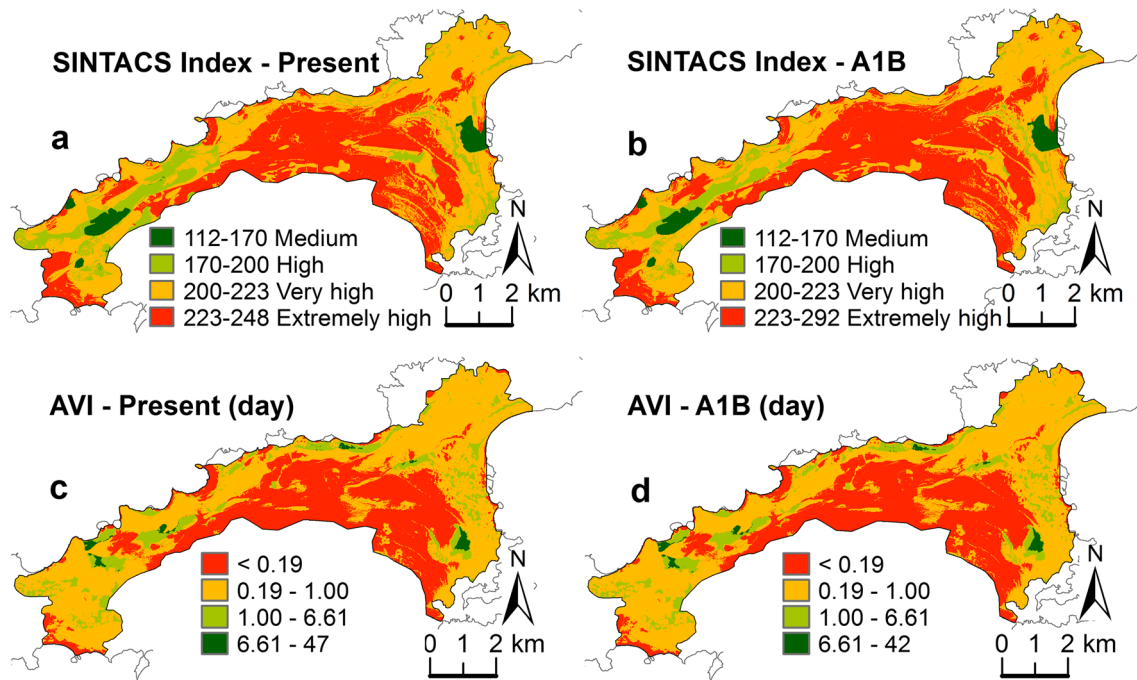 SINTACS Index - Present
a
N
112-170 Medium
170-200 High
200-223 Very high
223-248 Extremely high
0 1 2 km
SINTACS Index - A1B
b
N
112-170 Medium
170-200 High
200-223 Very high
223-292 Extremely high
0 1 2 km
AVI - Present (day)
c
N
< 0.19
0.19 - 1.00
1.00 - 6.61
6.61 - 47
0 1 2 km
AVI - A1B (day)
d
N
< 0.19
0.19 - 1.00
1.00 - 6.61
6.61 - 42
0 1 2 km